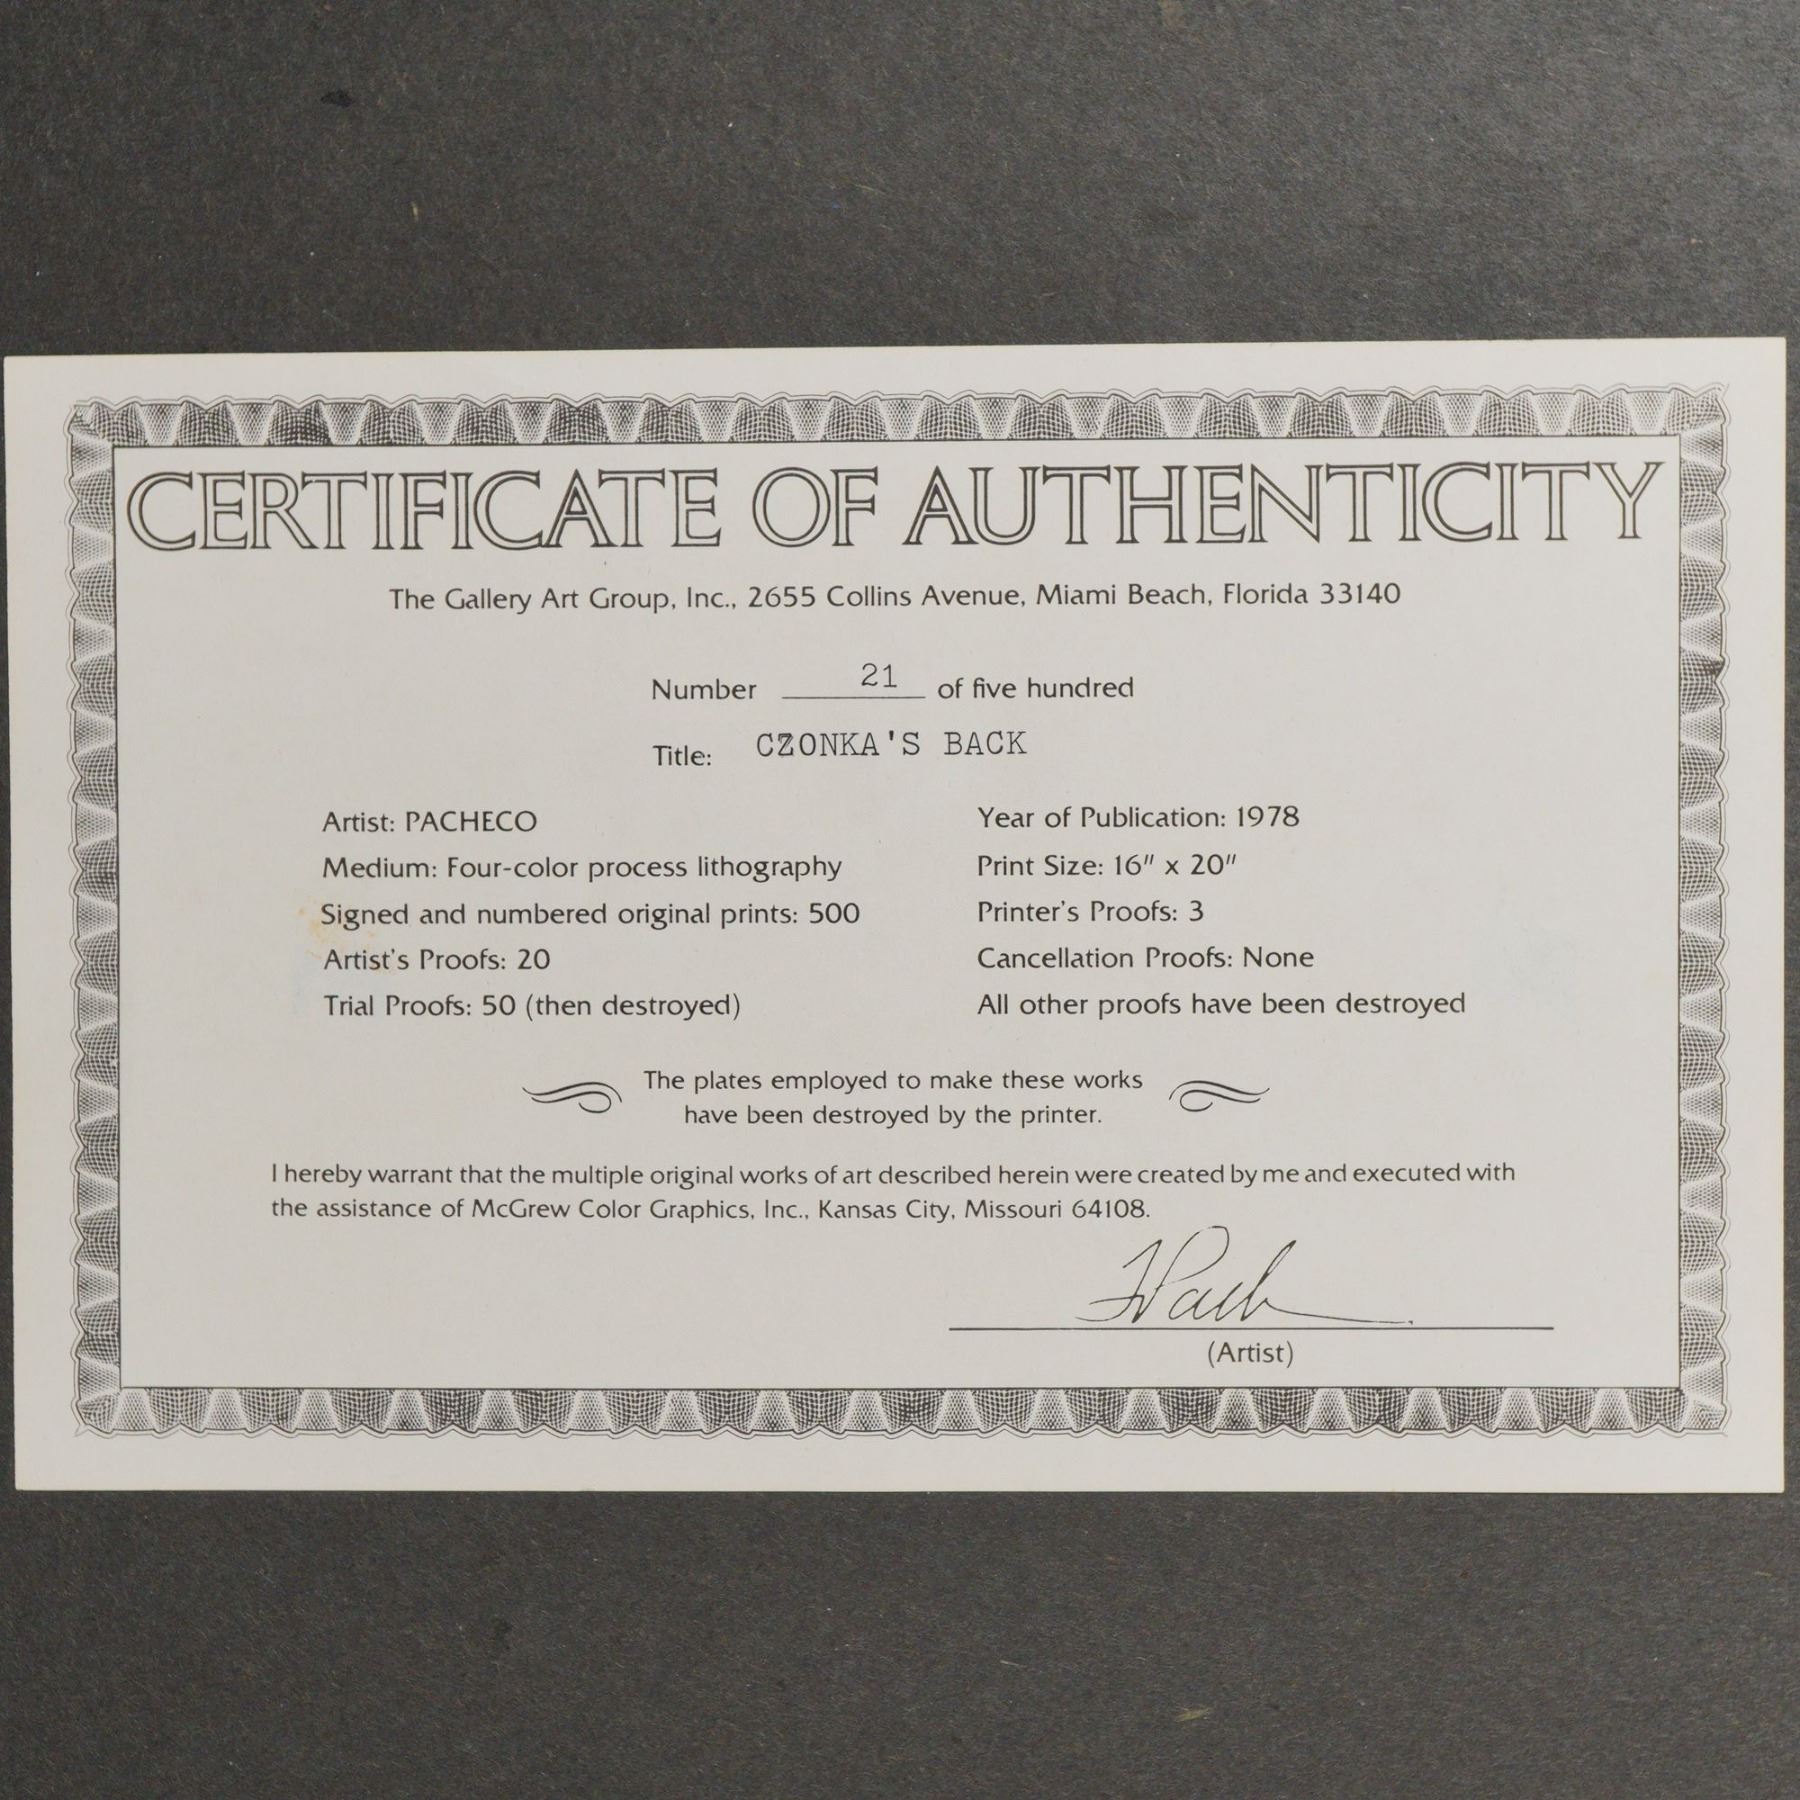 CERTIFICATE OF AUTHENTICITY
The Gallery Art Group, Inc., 2655 Collins Avenue, Miami Beach, Florida 33140
Number 21 of five hundred
Title: CZONKA'S BACK
Artist: PACHECO
Medium: Four-color process lithography
Signed and numbered original prints: 500
Artist's Proofs: 20
Trial Proofs: 50 (then destroyed)
Year of Publication: 1978
Print Size: 16" x 20"
Printer's Proofs: 3
Cancellation Proofs: None
All other proofs have been destroyed
The plates employed to make these works
have been destroyed by the printer.
I hereby warrant that the multiple original works of art described herein were created by me and executed with
the assistance of McGrew Color Graphics, Inc., Kansas City, Missouri 64108.
(Artist)